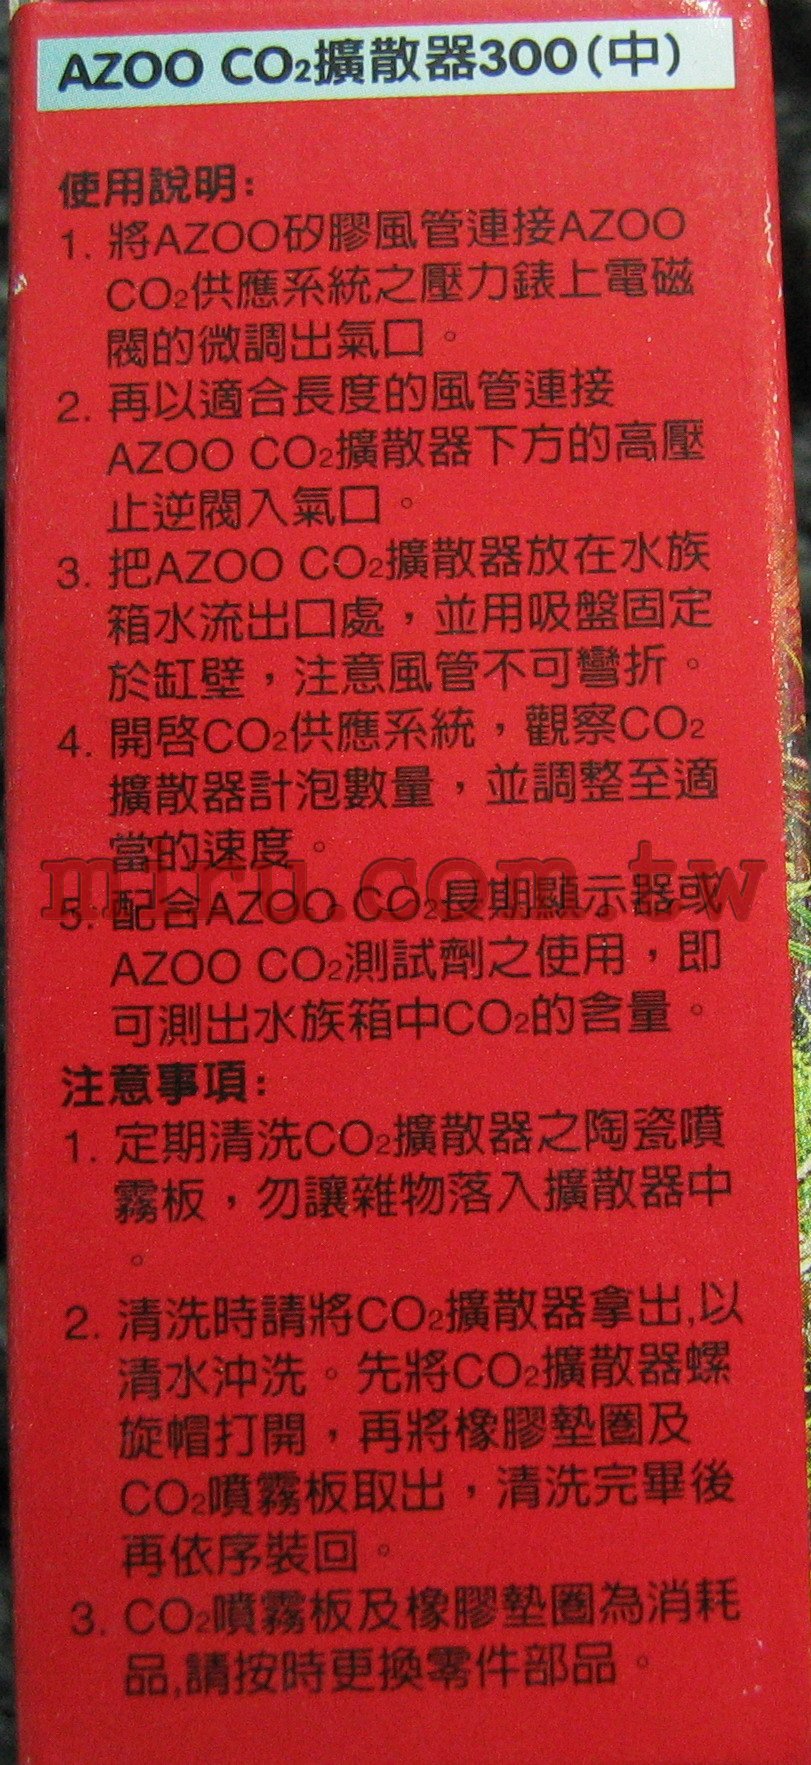 AZOO CO₂擴散器300(中)
使用說明:
1. 將AZOO矽膠風管連接AZOO
CO₂供應系統之壓力錶上電磁
閥的微調出氣口。
2. 再以適合長度的風管連接
AZOO CO₂擴散器下方的高壓
止逆閥入氣口。
3. 把AZOO CO₂擴散器放在水族
箱水流出口處，並用吸盤固定
於缸壁，注意風管不可彎折。
4. 開啓CO₂供應系統，觀察CO₂
擴散器計泡數量，並調整至適
當的速度。
miru.com.tw
5. 配合AZOO CO₂長期顯示器或
AZOO CO₂測試劑之使用，即
可測出水族箱中CO₂的含量。
注意事項:
1. 定期清洗CO₂擴散器之陶瓷噴
霧板，勿讓雜物落入擴散器中
。
2. 清洗時請將CO₂擴散器拿出,以
清水沖洗。先將CO₂擴散器螺
旋帽打開，再將橡膠墊圈及
CO₂噴霧板取出，清洗完畢後
再依序裝回。
3. CO₂噴霧板及橡膠墊圈為消耗
品,請按時更換零件部品。